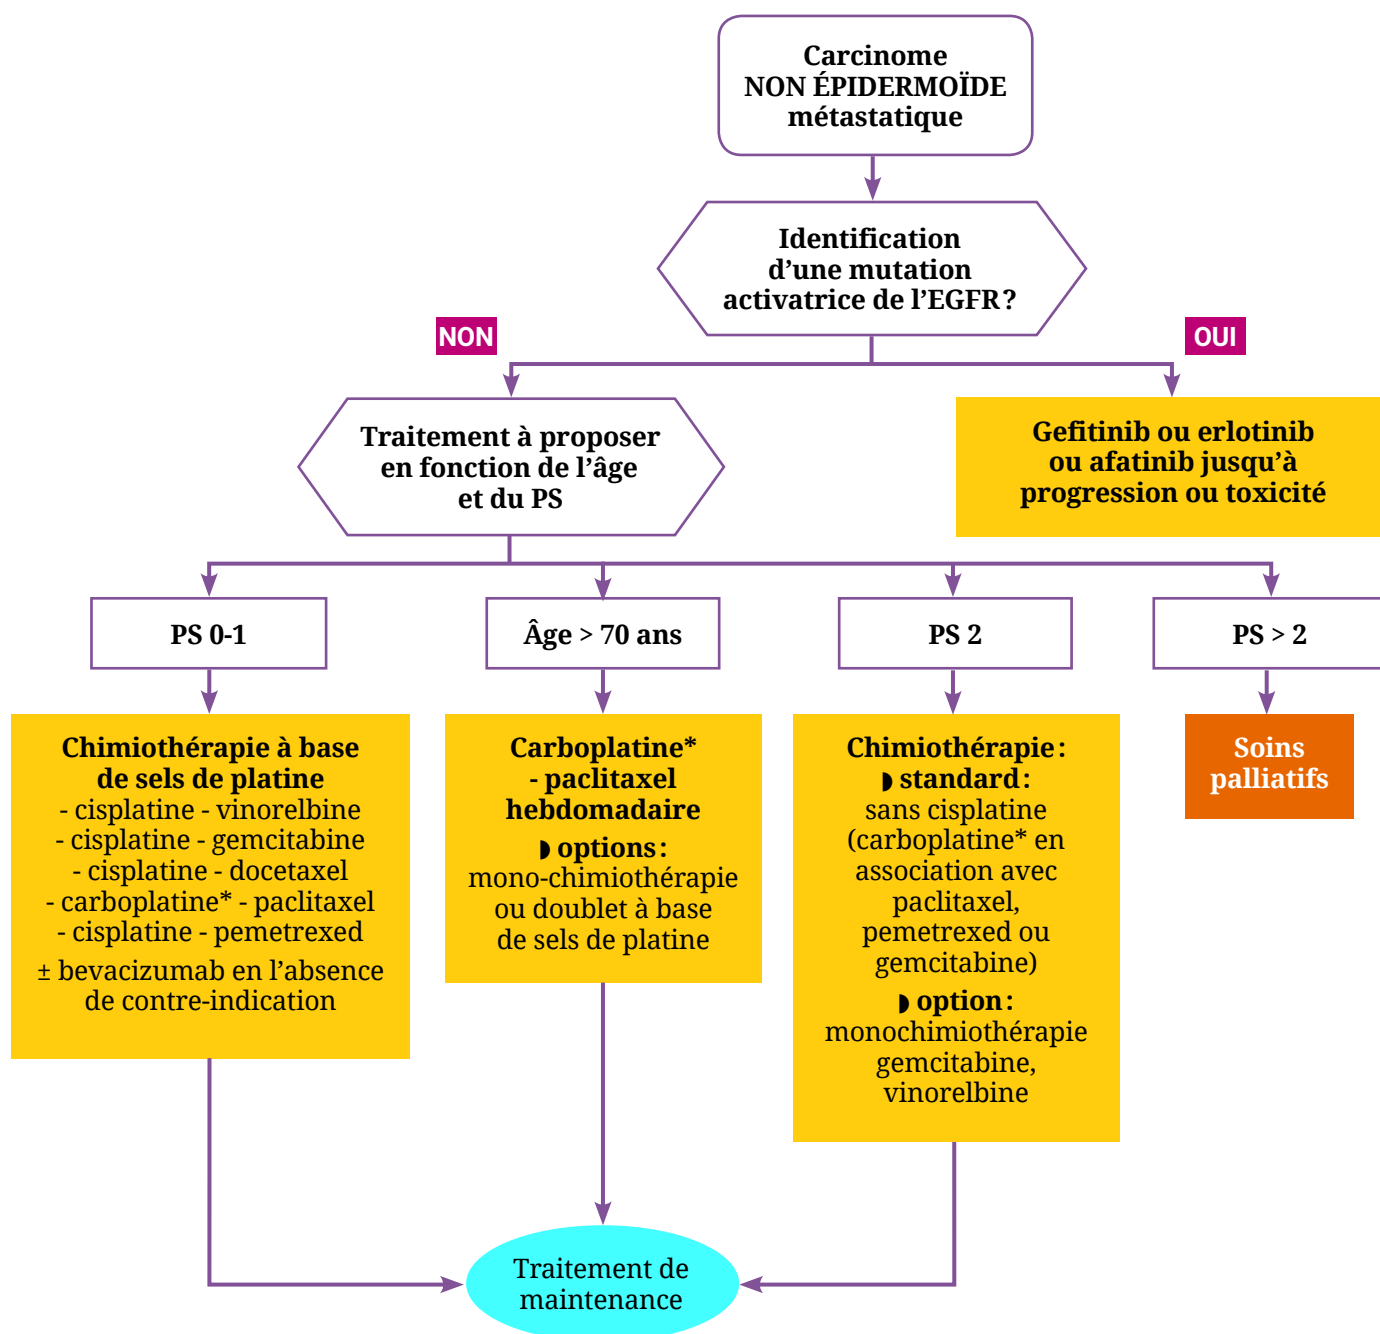 Carcinome
NON ÉPIDERMOÏDE
métastatique
Identification
d’une mutation
activatrice de l’EGFR ?
NON
OUI
Traitement à proposer
en fonction de l’âge
et du PS
Gefitinib ou erlotinib
ou afatinib jusqu’à
progression ou toxicité
PS 0-1
Âge > 70 ans
PS 2
PS > 2
Chimiothérapie à base
de sels de platine
- cisplatine - vinorelbine
- cisplatine - gemcitabine
- cisplatine - docetaxel
- carboplatine* - paclitaxel
- cisplatine - pemetrexed
± bevacizumab en l’absence
de contre-indication
Carboplatine*
- paclitaxel
hebdomadaire
◗ options :
mono-chimiothérapie
ou doublet à base
de sels de platine
Chimiothérapie :
◗ standard :
sans cisplatine
(carboplatine* en
association avec
paclitaxel,
pemetrexed ou
gemcitabine)
◗ option :
monochimiothérapie
gemcitabine,
vinorelbine
Soins
palliatifs
Traitement de
maintenance